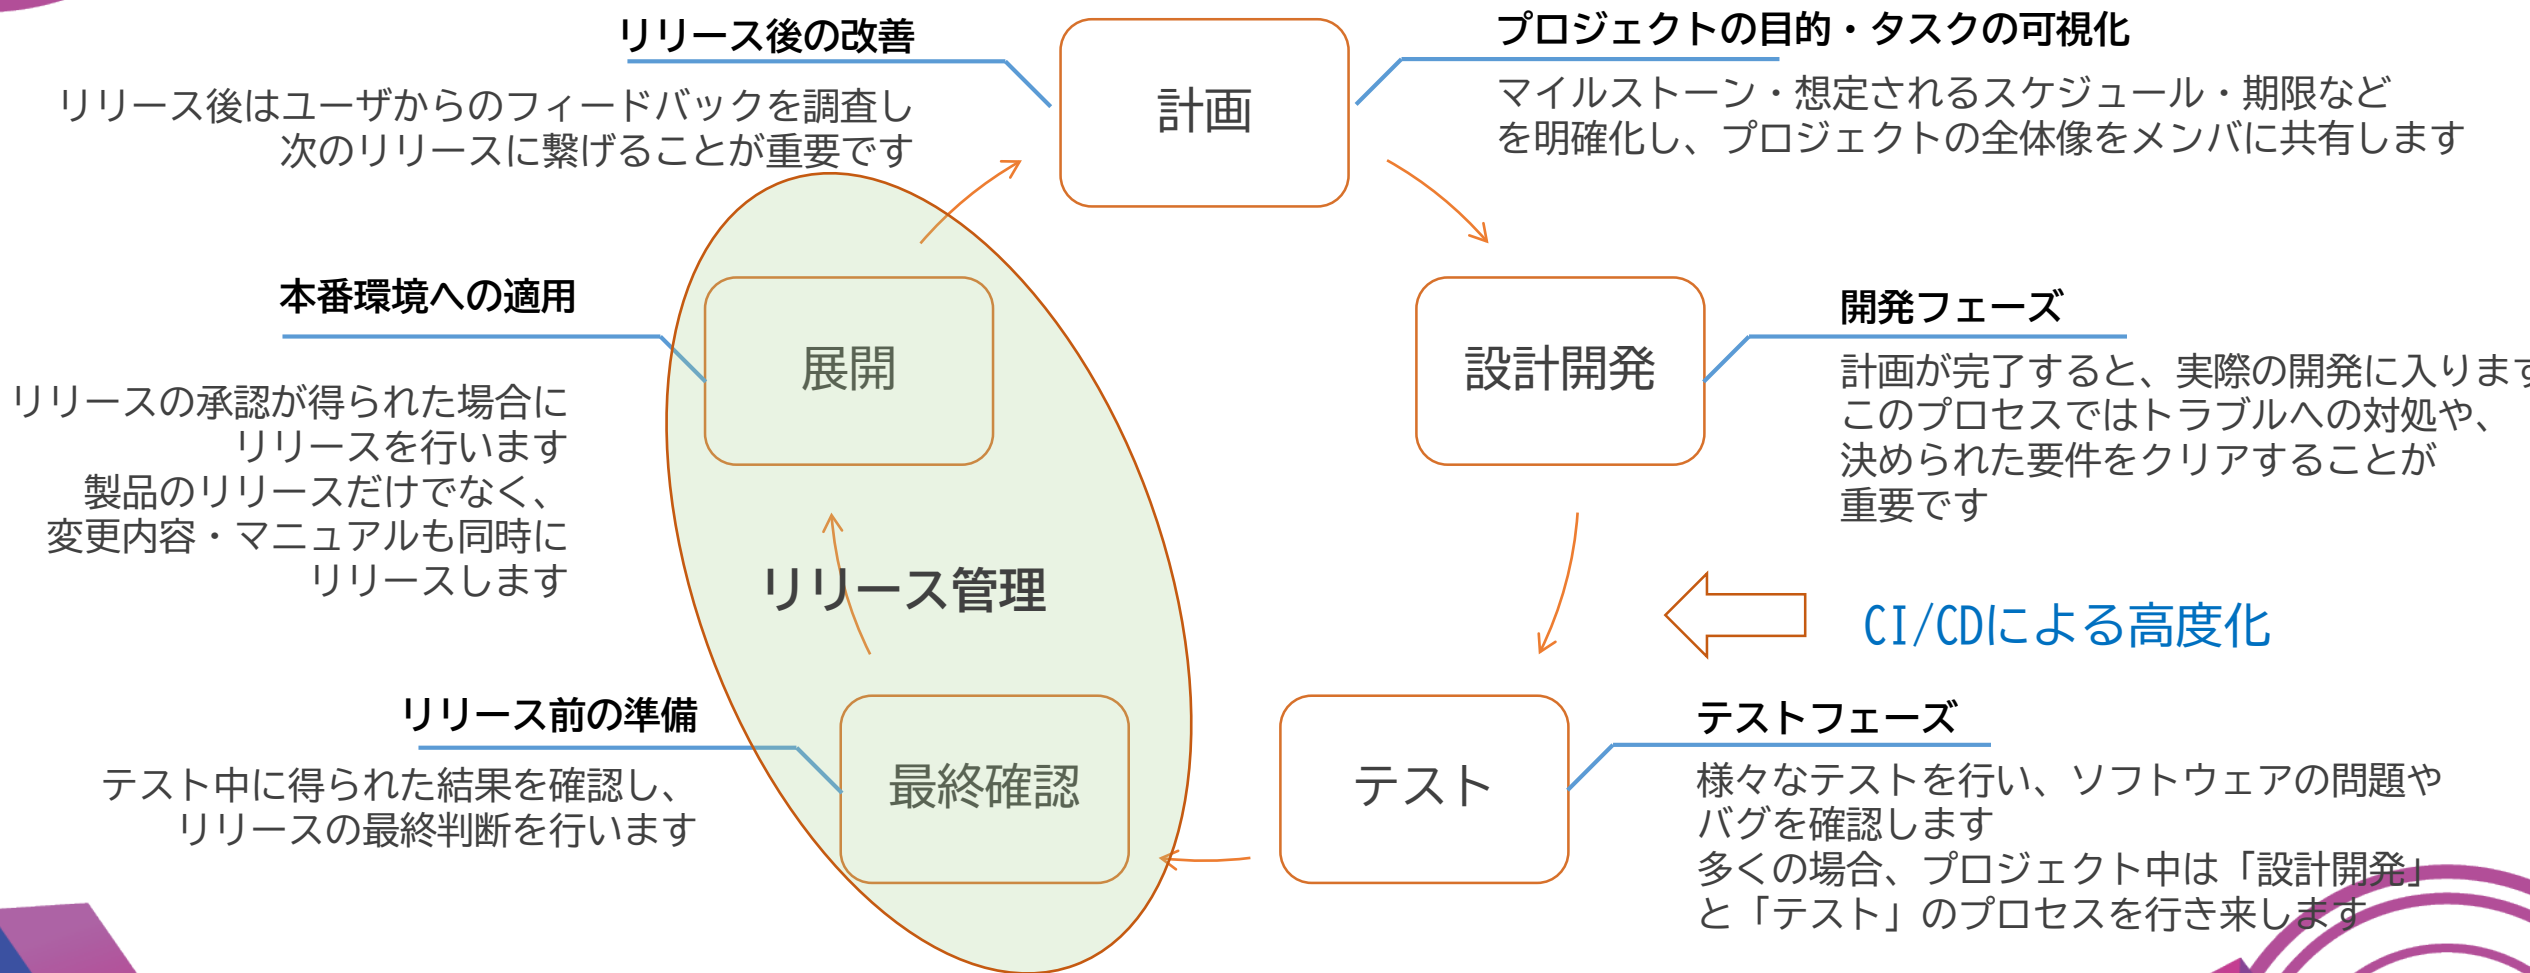 リリース後の改善
リリース後はユーザからのフィードバックを調査し
次のリリースに繋げることが重要です
計画
プロジェクトの目的・タスクの可視化
マイルストーン・想定されるスケジュール・期限など
を明確化し、プロジェクトの全体像をメンバに共有します
本番環境への適用
リリースの承認が得られた場合に
リリースを行います
製品のリリースだけでなく、
変更内容・マニュアルも同時に
リリースします
展開
設計開発
開発フェーズ
計画が完了すると、実際の開発に入ります
このプロセスではトラブルへの対処や、
決められた要件をクリアすることが
重要です
リリース管理
CI/CDによる高度化
リリース前の準備
テスト中に得られた結果を確認し、
リリースの最終判断を行います
最終確認
テスト
テストフェーズ
様々なテストを行い、ソフトウェアの問題や
バグを確認します
多くの場合、プロジェクト中は「設計開発」
と「テスト」のプロセスを行き来します